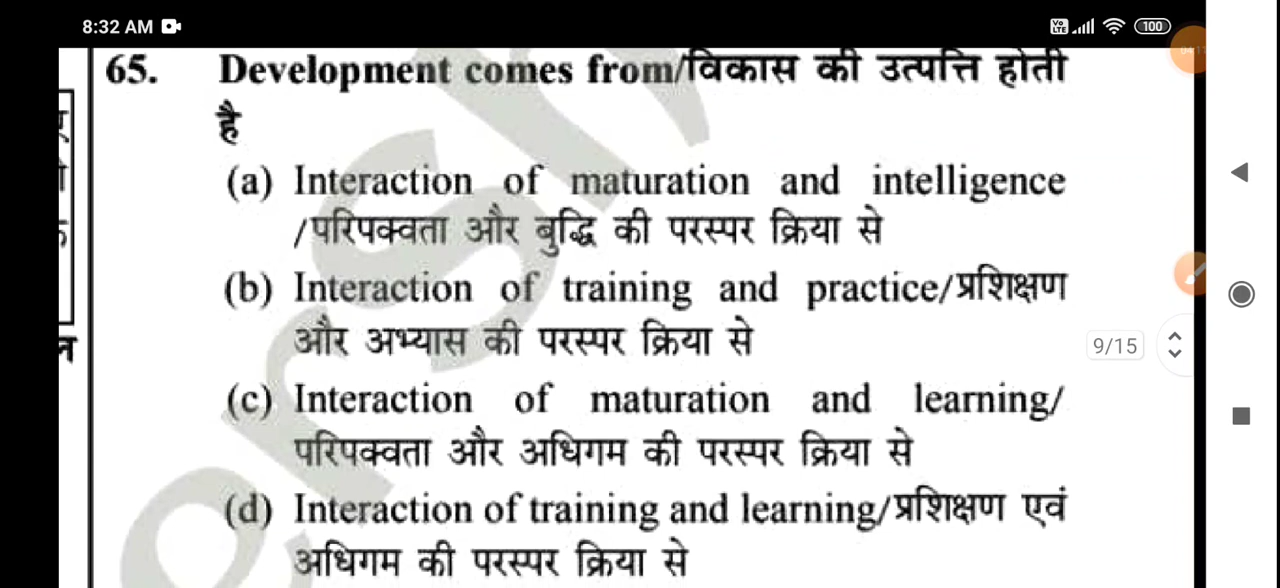 8:32 AM
Vo LTE
100
65. Development comes from/विकास की उत्पत्ति होती
है
(a) Interaction of maturation and intelligence
/परिपक्वता और बुद्धि की परस्पर क्रिया से
(b) Interaction of training and practice/प्रशिक्षण
और अभ्यास की परस्पर क्रिया से
(c) Interaction of maturation and learning/
परिपक्वता और अधिगम की परस्पर क्रिया से
(d) Interaction of training and learning/प्रशिक्षण एवं
अधिगम की परस्पर क्रिया से
9/15